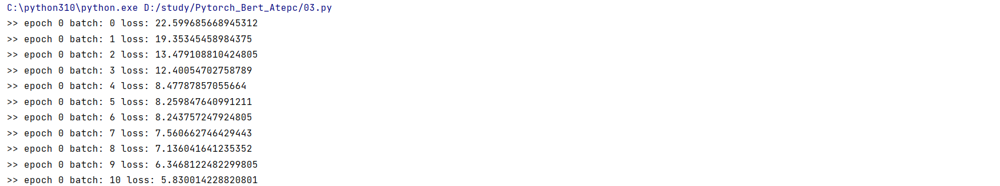 C:\python310\python.exe D:/study/Pytorch_Bert_Atepc/03.py
>> epoch 0 batch: 0 loss: 22.599685668945312
>> epoch 0 batch: 1 loss: 19.35345458984375
>> epoch 0 batch: 2 loss: 13.479108810424805
>> epoch 0 batch: 3 loss: 12.40054702758789
>> epoch 0 batch: 4 loss: 8.47787857055664
>> epoch 0 batch: 5 loss: 8.259847640991211
>> epoch 0 batch: 6 loss: 8.243757247924805
>> epoch 0 batch: 7 loss: 7.560662746429443
>> epoch 0 batch: 8 loss: 7.136041641235352
>> epoch 0 batch: 9 loss: 6.3468122482299805
>> epoch 0 batch: 10 loss: 5.830014228820801